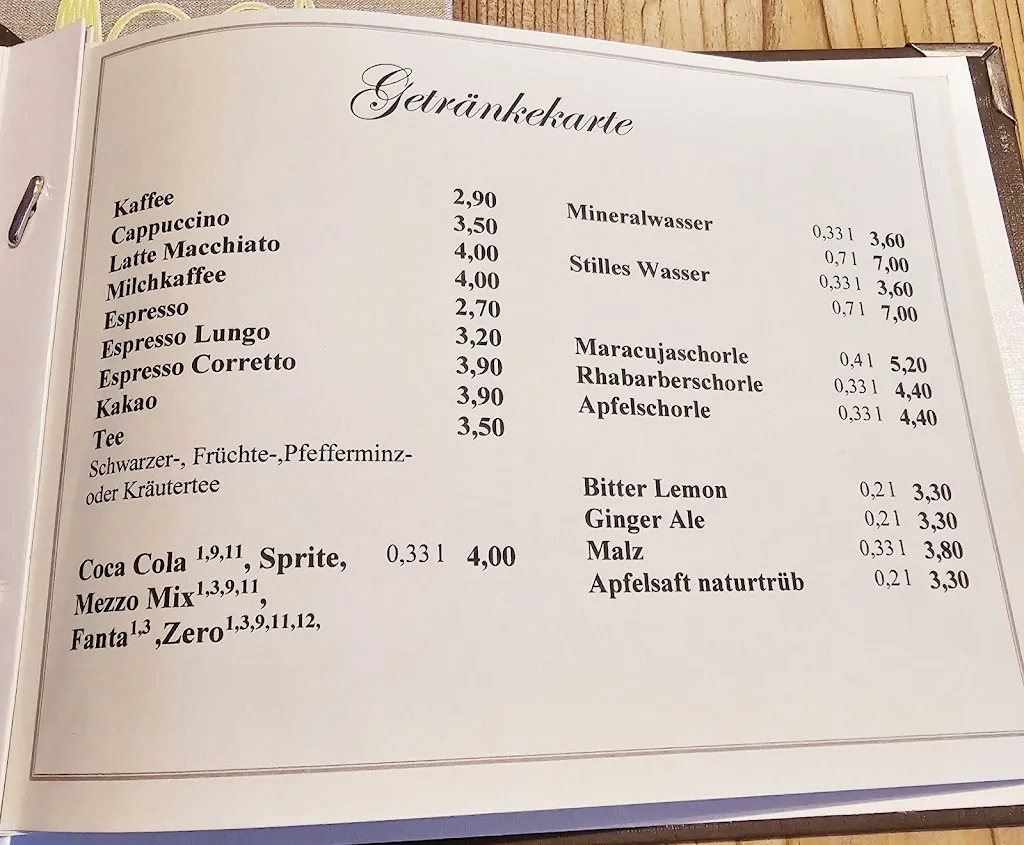 Getränkekarte
Kaffee 2,90
Cappuccino 3,50
Latte Macchiato 4,00
Milchkaffee 4,00
Espresso 2,70
Espresso Lungo 3,20
Espresso Corretto 3,90
Kakao 3,90
Tee 3,50
Schwarzer-, Früchte-,Pfefferminz-
oder Kräutertee
Coca Cola 1,9,11, Sprite, 0,33 l 4,00
Mezzo Mix1,3,9,11,
Fanta1,3 ,Zero1,3,9,11,12,
Mineralwasser 0,33 l 3,60
0,7 l 7,00
Stilles Wasser 0,33 l 3,60
0,7 l 7,00
Maracujaschorle 0,4 l 5,20
Rhabarberschorle 0,33 l 4,40
Apfelschorle 0,33 l 4,40
Bitter Lemon 0,2 l 3,30
Ginger Ale 0,2 l 3,30
Malz 0,33 l 3,80
Apfelsaft naturtrüb 0,2 l 3,30